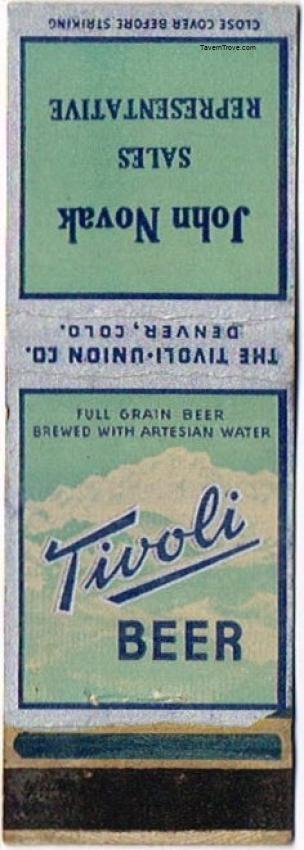 CLOSE COVER BEFORE STRIKING
TavernTrove.com
John Novak
SALES
REPRESENTATIVE
THE TIVOLI-UNION CO.
DENVER, COLO.
FULL GRAIN BEER
BREWED WITH ARTESIAN WATER
Tivoli
BEER